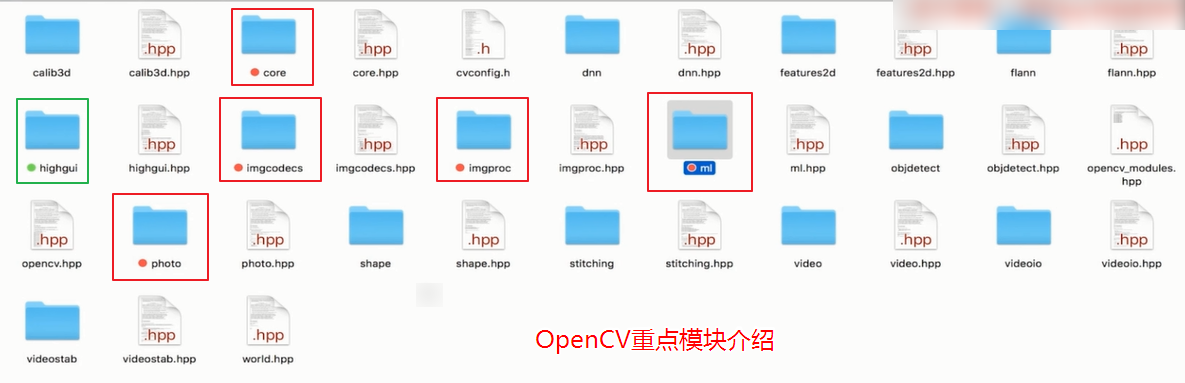 .hpp .hpp .h .hpp .hpp .hpp
calib3d calib3d.hpp core core.hpp cvconfig.h dnn dnn.hpp features2d features2d.hpp flann flann.hpp
.hpp .hpp .hpp .hpp .hpp .hpp
highgui highgui.hpp imgcodecs imgcodecs.hpp imgproc imgproc.hpp ml ml.hpp objdetect objdetect.hpp opencv_modules.
hpp
.hpp .hpp .hpp .hpp .hpp .hpp
opencv.hpp photo photo.hpp shape shape.hpp stitching stitching.hpp video video.hpp videoio videoio.hpp
.hpp .hpp
videostab videostab.hpp world.hpp
OpenCV重点模块介绍